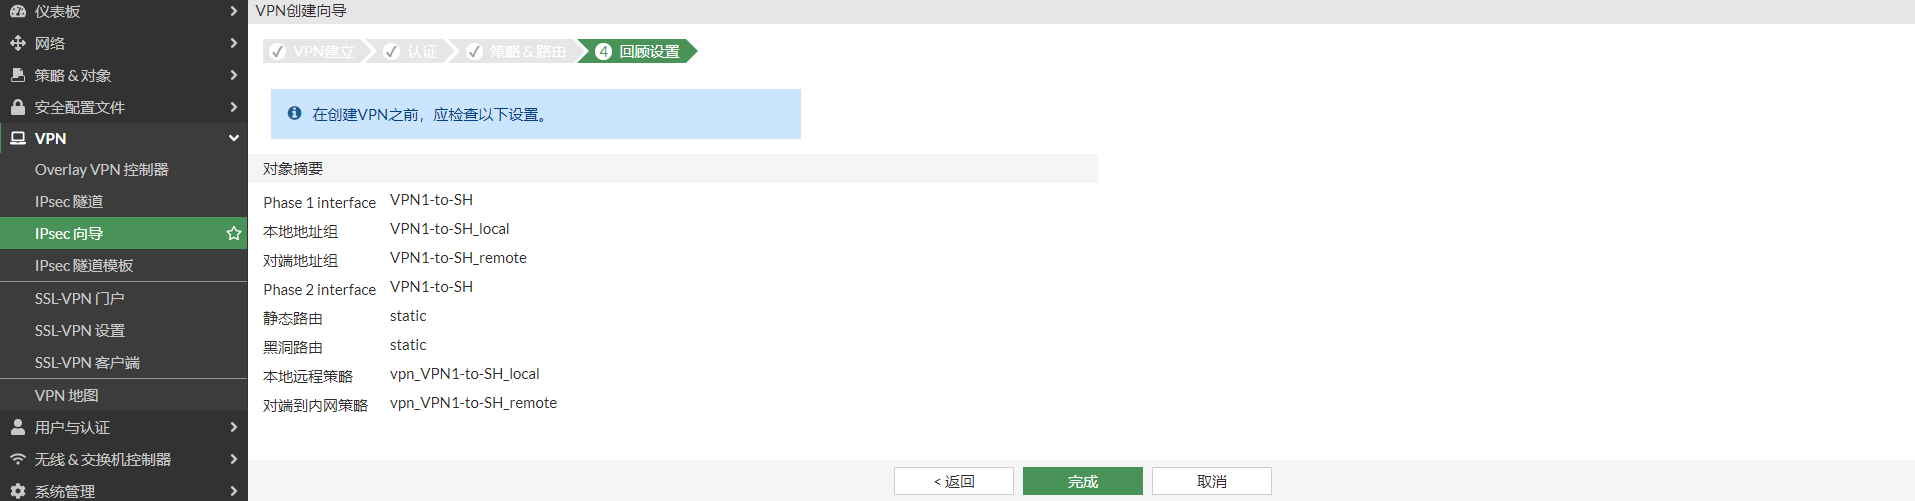 仪表板
网络
策略 & 对象
安全配置文件
VPN
Overlay VPN 控制器
IPsec 隧道
IPsec 向导
IPsec 隧道模板
SSL-VPN 门户
SSL-VPN 设置
SSL-VPN 客户端
VPN 地图
用户与认证
无线 & 交换机控制器
系统管理
VPN创建向导
VPN建立 认证 策略 & 路由 4 回顾设置
在创建VPN之前，应检查以下设置。
对象摘要
Phase 1 interface VPN1-to-SH
本地地址组 VPN1-to-SH_local
对端地址组 VPN1-to-SH_remote
Phase 2 interface VPN1-to-SH
静态路由 static
黑洞路由 static
本地远程策略 vpn_VPN1-to-SH_local
对端到内网策略 vpn_VPN1-to-SH_remote
< 返回 完成 取消